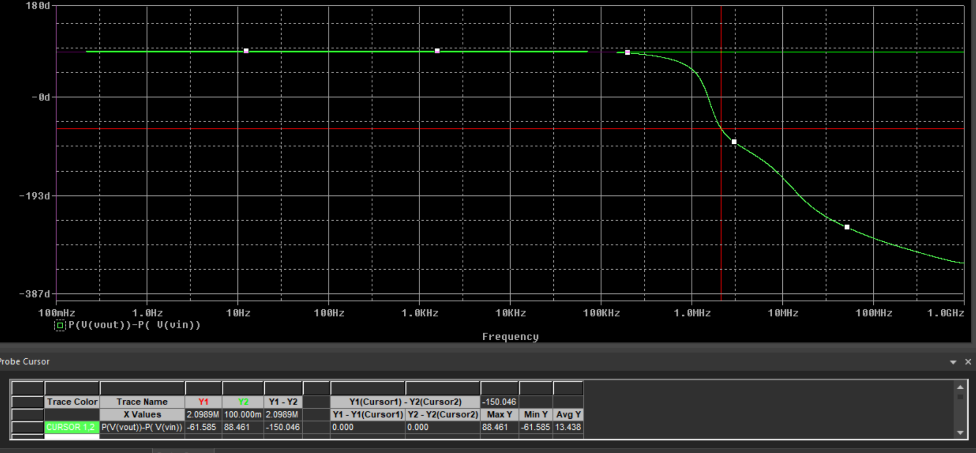 180d
-0d
-193d
-387d
100mHz 1.0Hz 10Hz 100Hz 1.0KHz 10KHz 100KHz 1.0MHz 10MHz 100MHz 1.0GHz
P(V(vout))-P( V(vin))
Frequency
Probe Cursor
Trace Color Trace Name Y1 Y2 Y1 - Y2 Y1(Cursor1) - Y2(Cursor2) -150.046
X Values 2.0989M 100.000m 2.0989M Y1 - Y1(Cursor1) Y2 - Y2(Cursor2) Max Y Min Y Avg Y
CURSOR 1,2 P(V(vout))-P( V(vin)) -61.585 88.461 -150.046 0.000 0.000 88.461 -61.585 13.438